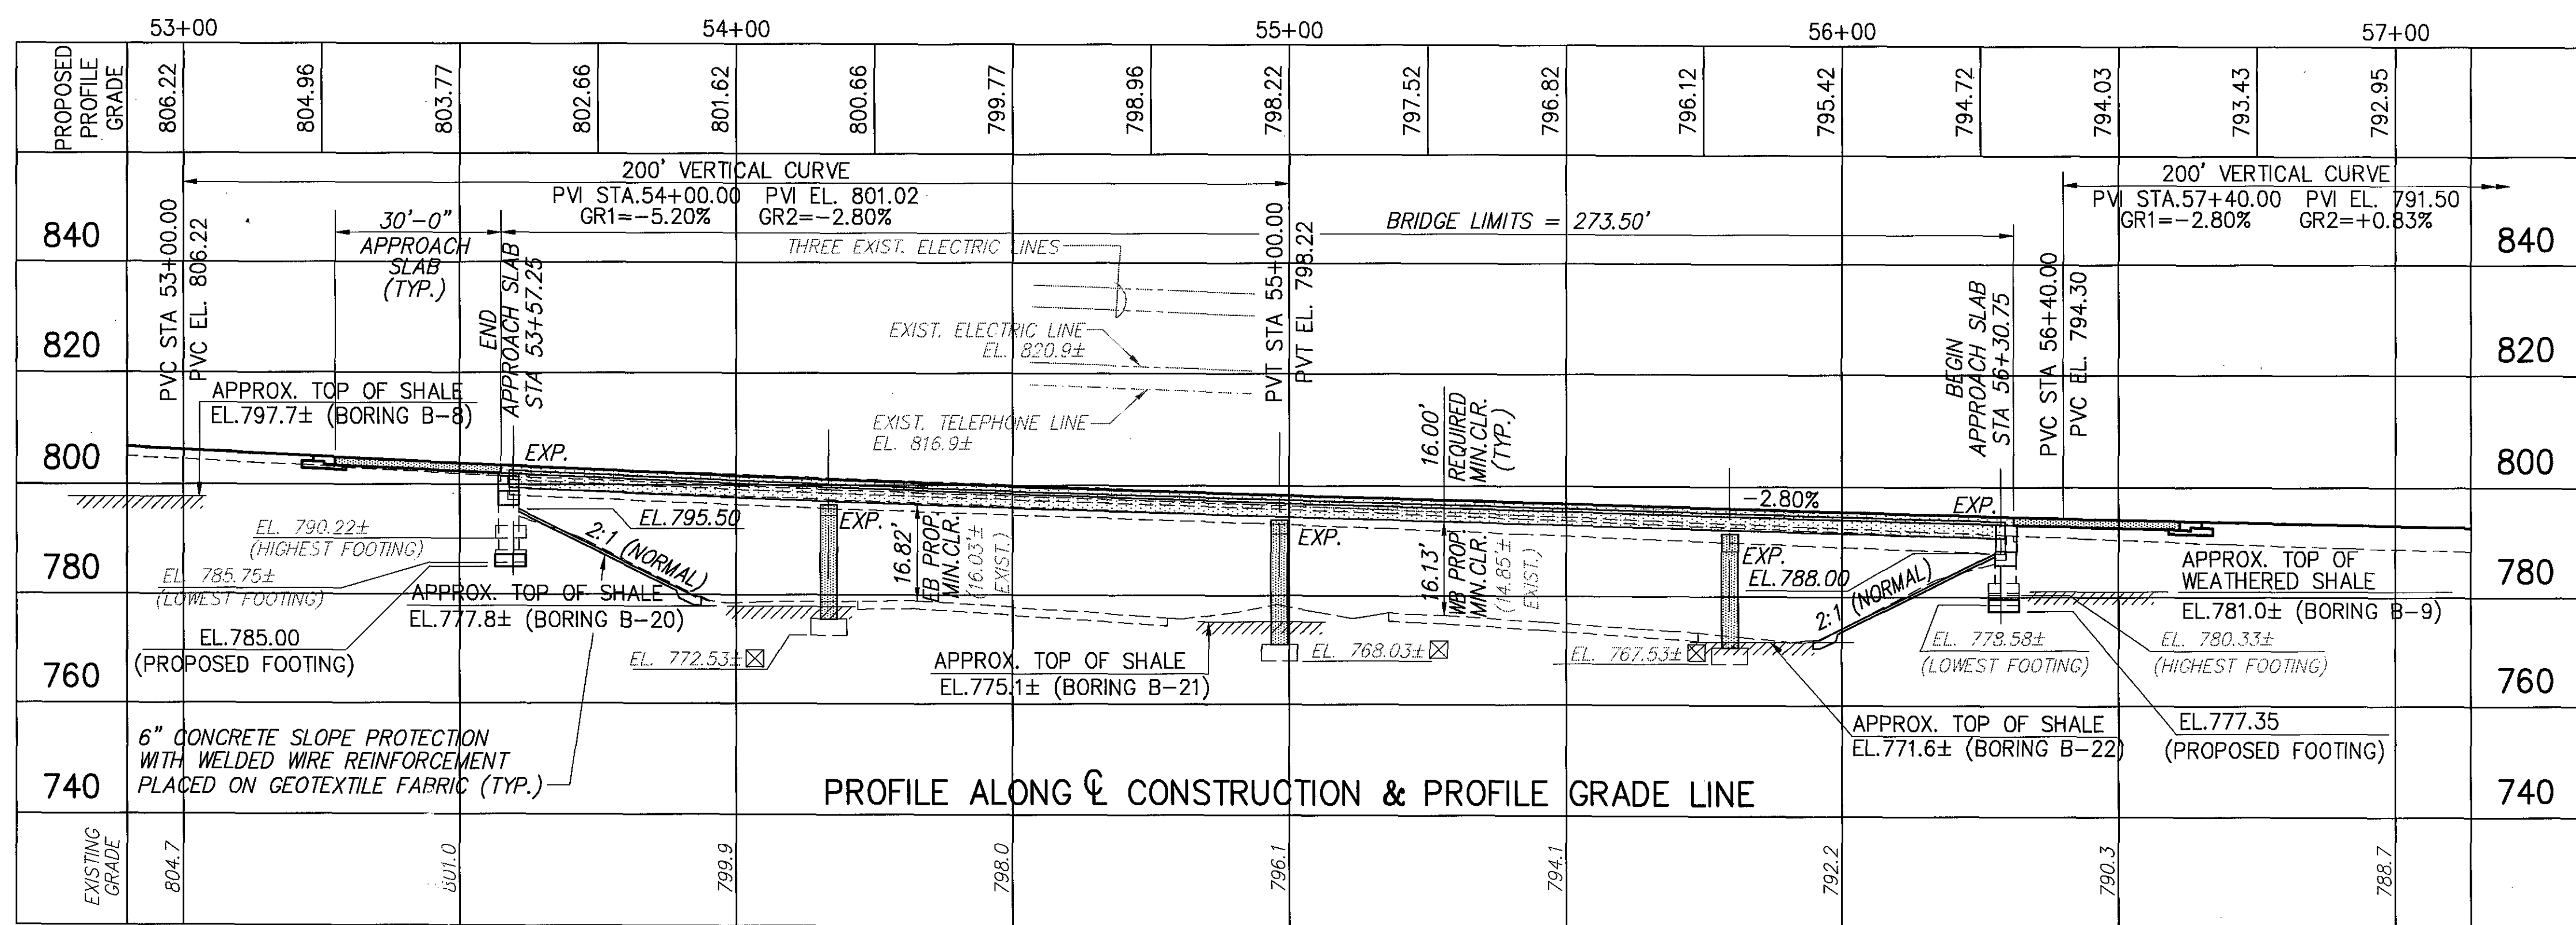 53+00 54+00 55+00 56+00 57+00
PROPOSED
PROFILE
GRADE
806.22 804.96 803.77 802.66 801.62 800.66 799.77 798.96 798.22 797.52 796.82 796.12 795.42 794.72 794.03 793.43 792.95
200' VERTICAL CURVE
PVI STA.54+00.00 PVI EL. 801.02
GR1=-5.20% GR2=-2.80%
200' VERTICAL CURVE
PVI STA.57+40.00 PVI EL. 791.50
GR1=-2.80% GR2=+0.83%
840
820
800
780
760
740
840
820
800
780
760
740
PVC STA 53+00.00
PVC EL. 806.22
30'-0"
APPROACH
SLAB
(TYP.)
END
APPROACH SLAB
STA 53+57.25
BRIDGE LIMITS = 273.50'
THREE EXIST. ELECTRIC LINES
EXIST. ELECTRIC LINE
EL. 820.9±
EXIST. TELEPHONE LINE
EL. 816.9±
PVT STA 55+00.00
PVT EL. 798.22
16.00'
REQUIRED
MIN.CLR.
(TYP.)
BEGIN
APPROACH SLAB
STA 56+30.75
PVC STA 56+40.00
PVC EL. 794.30
APPROX. TOP OF SHALE
EL.797.7± (BORING B-8)
EXP.
EL.795.50
2:1 (NORMAL)
EL. 790.22±
(HIGHEST FOOTING)
EL. 785.75±
(LOWEST FOOTING)
EL.785.00
(PROPOSED FOOTING)
APPROX. TOP OF SHALE
EL.777.8± (BORING B-20)
EXP.
16.82'
EB PROP.
MIN.CLR.
(16.03'±
EXIST.)
EL. 772.53±
APPROX. TOP OF SHALE
EL.775.1± (BORING B-21)
EXP.
EL. 768.03±
16.13'
WB PROP.
MIN.CLR.
(14.85'±
EXIST.)
-2.80%
EXP.
EXP.
EL.788.00
2:1 (NORMAL)
EL. 767.53±
APPROX. TOP OF SHALE
EL.771.6± (BORING B-22)
APPROX. TOP OF
WEATHERED SHALE
EL.781.0± (BORING B-9)
EL. 778.58±
(LOWEST FOOTING)
EL. 780.33±
(HIGHEST FOOTING)
EL.777.35
(PROPOSED FOOTING)
6" CONCRETE SLOPE PROTECTION
WITH WELDED WIRE REINFORCEMENT
PLACED ON GEOTEXTILE FABRIC (TYP.)
PROFILE ALONG ℄ CONSTRUCTION & PROFILE GRADE LINE
EXISTING
GRADE
804.7 801.0 799.9 798.0 796.1 794.1 792.2 790.3 788.7